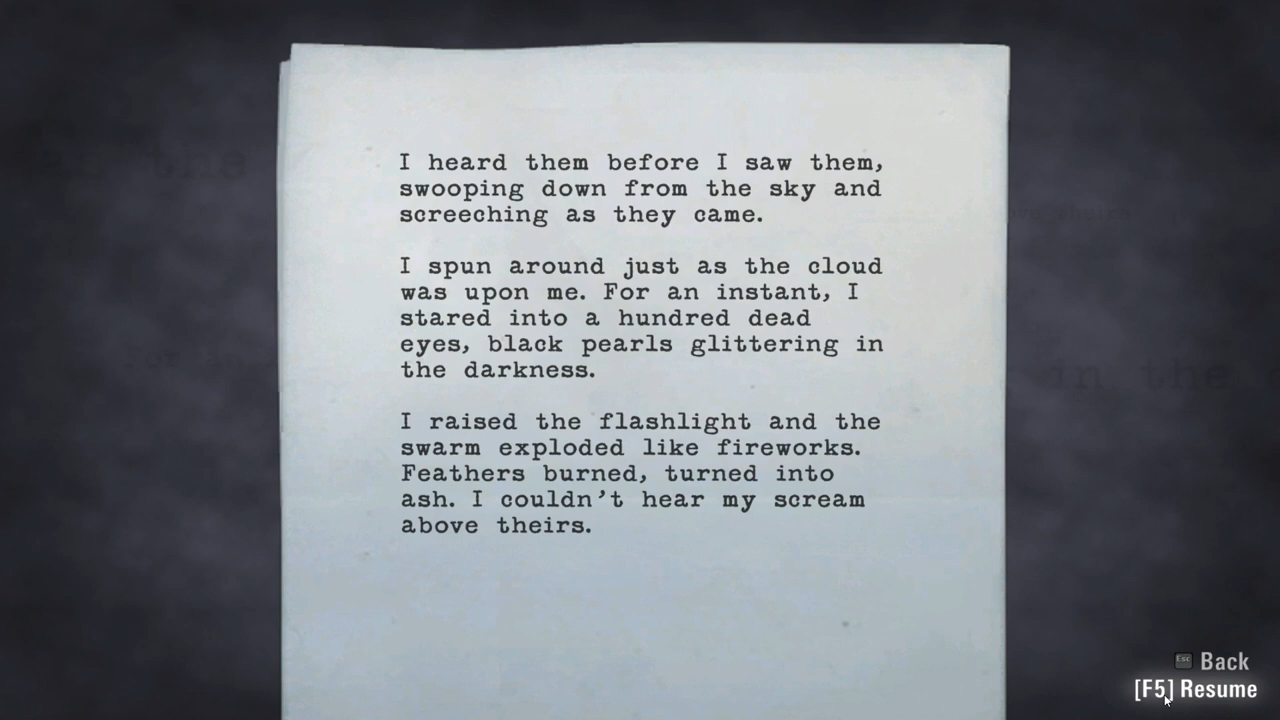 I heard them before I saw them,
swooping down from the sky and
screeching as they came.
I spun around just as the cloud
was upon me. For an instant, I
stared into a hundred dead
eyes, black pearls glittering in
the darkness.
I raised the flashlight and the
swarm exploded like fireworks.
Feathers burned, turned into
ash. I couldn't hear my scream
above theirs.
Esc Back
[F5] Resume